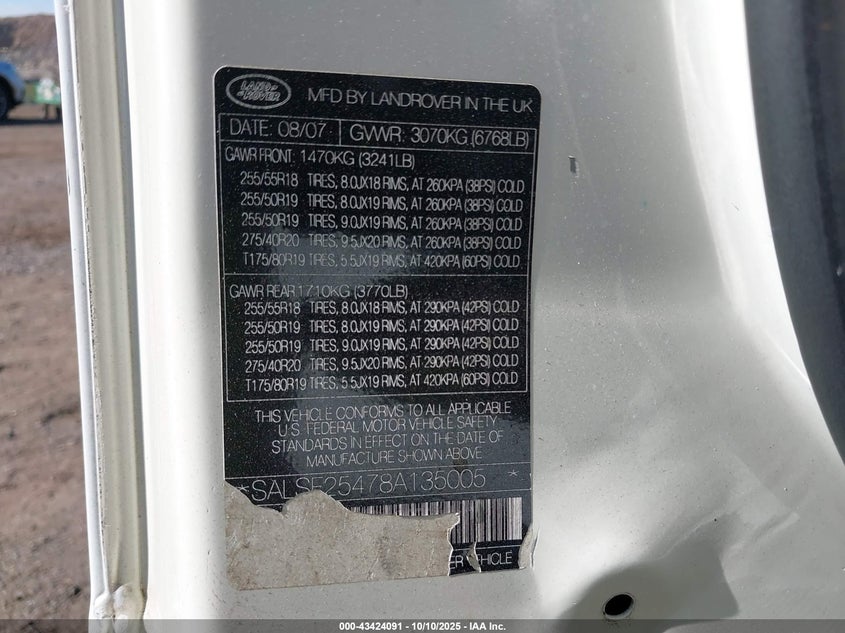 LAND ROVER
MFD BY LANDROVER IN THE UK
DATE: 08/07 GVWR: 3070KG (6768LB)
GAWR FRONT: 1470KG (3241LB)
255/55R18 TIRES, 8.0JX18 RIMS, AT 260KPA (38PSI) COLD
255/50R19 TIRES, 8.0JX19 RIMS, AT 260KPA (38PSI) COLD
255/50R19 TIRES, 9.0JX19 RIMS, AT 260KPA (38PSI) COLD
275/40R20 TIRES, 9.5JX20 RIMS, AT 260KPA (38PSI) COLD
T175/80R19 TIRES, 5.5JX19 RIMS, AT 420KPA (60PSI) COLD
GAWR REAR 1710KG (3770LB)
255/55R18 TIRES, 8.0JX18 RIMS, AT 290KPA (42PSI) COLD
255/50R19 TIRES, 8.0JX19 RIMS, AT 290KPA (42PSI) COLD
255/50R19 TIRES, 9.0JX19 RIMS, AT 290KPA (42PSI) COLD
275/40R20 TIRES, 9.5JX20 RIMS, AT 290KPA (42PSI) COLD
T175/80R19 TIRES, 5.5JX19 RIMS, AT 420KPA (60PSI) COLD
THIS VEHICLE CONFORMS TO ALL APPLICABLE
U.S. FEDERAL MOTOR VEHICLE SAFETY
STANDARDS IN EFFECT ON THE DATE OF
MANUFACTURE SHOWN ABOVE
*SALSF25478A135005 *
ER VEHICLE
000-43424091 - 10/10/2025 - IAA Inc.